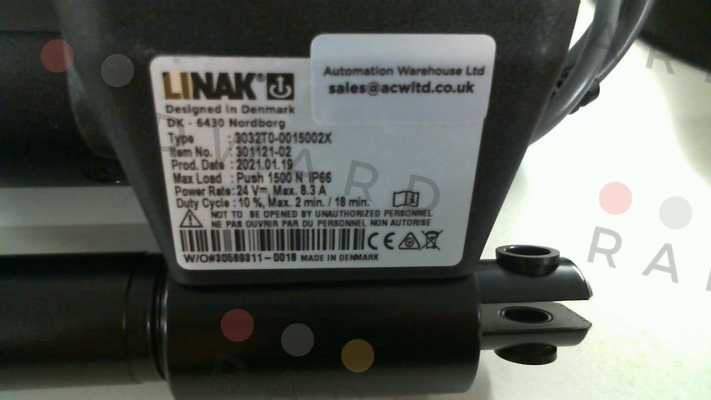 LINAK®
Designed in Denmark
DK - 6430 Nordborg
Automation Warehouse Ltd
sales@acwltd.co.uk
Type : 3032T0-0015002X
Item No. : 301121-02
Prod. Date : 2021.01.19
Max Load : Push 1500 N IP66
Power Rate : 24 V⎓, Max. 8.3 A
Duty Cycle : 10 %, Max. 2 min. / 18 min.
NOT TO BE OPENED BY UNAUTHORIZED PERSONNEL
NE PAS OUVRIR PAR DU PERSONNEL NON AUTORISE
CE
W/O#30589311-0018 MADE IN DENMARK